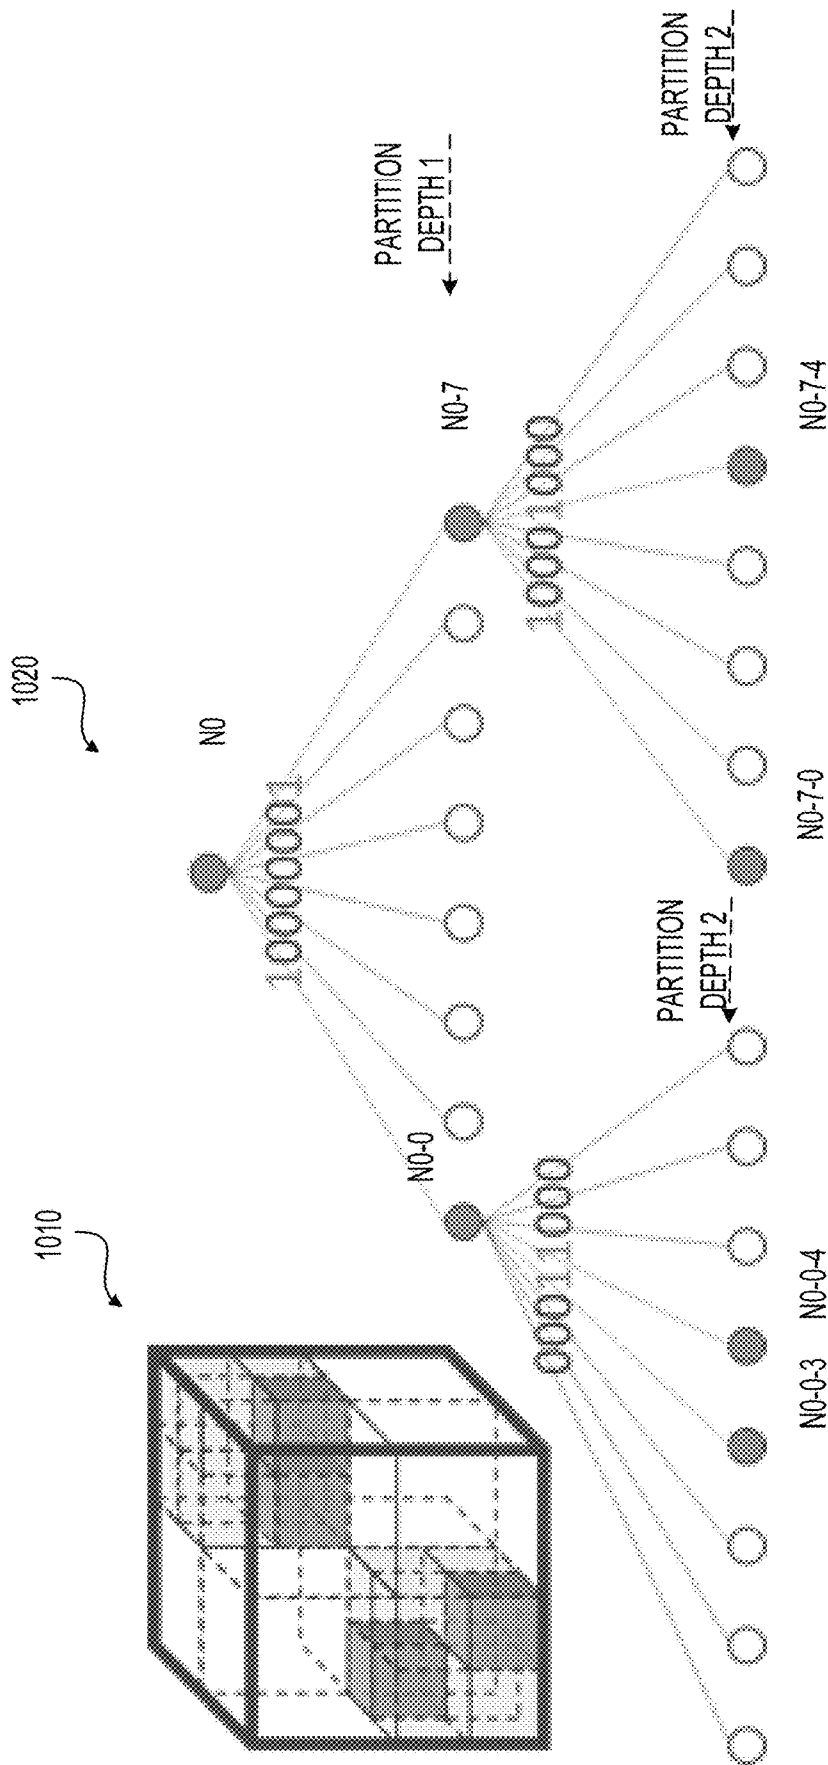 1010
1020
N0
10000001
PARTITION
DEPTH 1
N0-0
N0-7
00011000
10001000
PARTITION
DEPTH 2
PARTITION
DEPTH 2
N0-0-3
N0-0-4
N0-7-0
N0-7-4